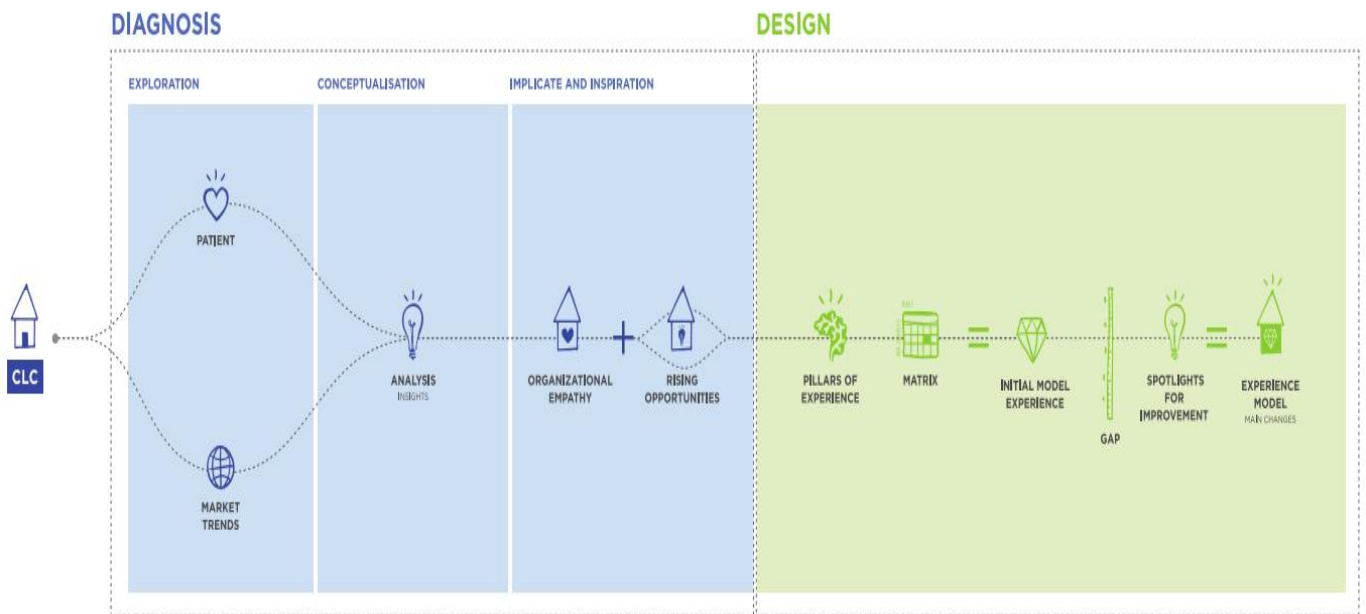 DIAGNOSIS
DESIGN
EXPLORATION
CONCEPTUALISATION
IMPLICATE AND INSPIRATION
PATIENT
CLC
ANALYSIS
INSIGHTS
ORGANIZATIONAL
EMPATHY
+
RISING
OPPORTUNITIES
PILLARS OF
EXPERIENCE
MATRIX
=
INITIAL MODEL
EXPERIENCE
GAP
SPOTLIGHTS
FOR
IMPROVEMENT
=
EXPERIENCE
MODEL
MAIN CHANGES
MARKET
TRENDS